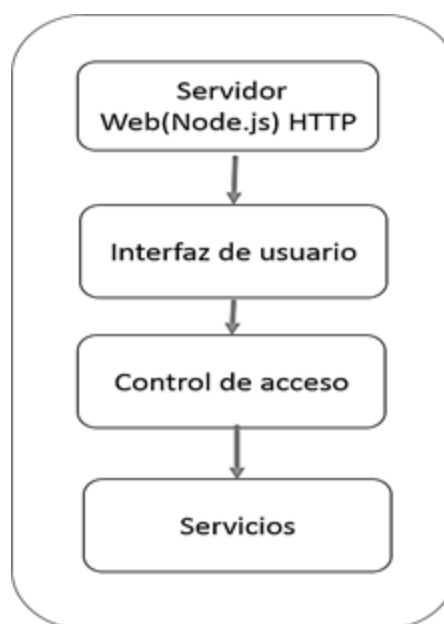 Servidor
Web(Node.js) HTTP
Interfaz de usuario
Control de acceso
Servicios